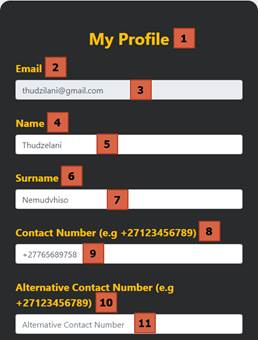 My Profile 1
Email 2
thudzilani@gmail.com 3
Name 4
Thudzelani 5
Surname 6
Nemudvhiso 7
Contact Number (e.g +27123456789) 8
+27765689758 9
Alternative Contact Number (e.g
+27123456789) 10
Alternative Contact Number 11